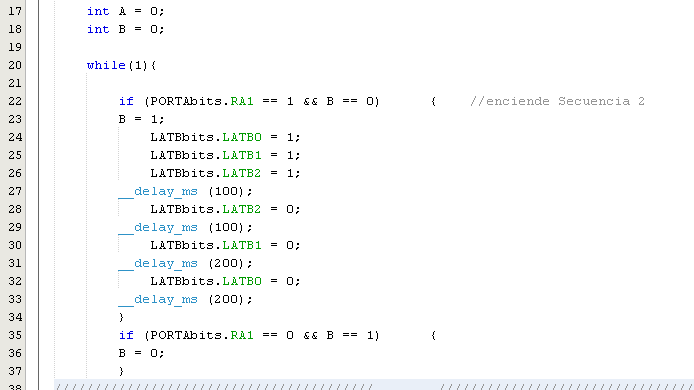 17 int A = 0;
18 int B = 0;
19
20 while(1){
21
22 if (PORTAbits.RA1 == 1 && B == 0) { //enciende Secuencia 2
23 B = 1;
24 LATBbits.LATB0 = 1;
25 LATBbits.LATB1 = 1;
26 LATBbits.LATB2 = 1;
27 __delay_ms (100);
28 LATBbits.LATB2 = 0;
29 __delay_ms (100);
30 LATBbits.LATB1 = 0;
31 __delay_ms (200);
32 LATBbits.LATB0 = 0;
33 __delay_ms (200);
34 }
35 if (PORTAbits.RA1 == 0 && B == 1) {
36 B = 0;
37 }
38 //////////////////////////////////////// ////////////////////////////////